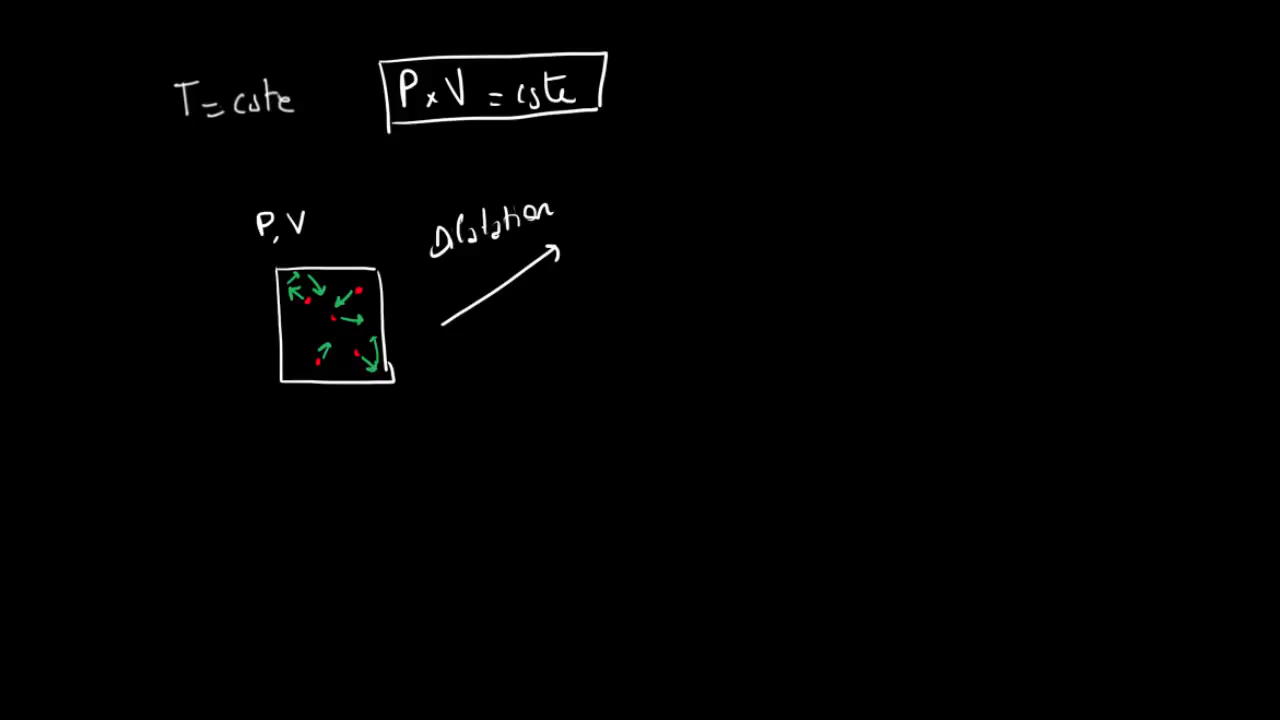 T = cste
P x V = cste
P, V
Dilatation